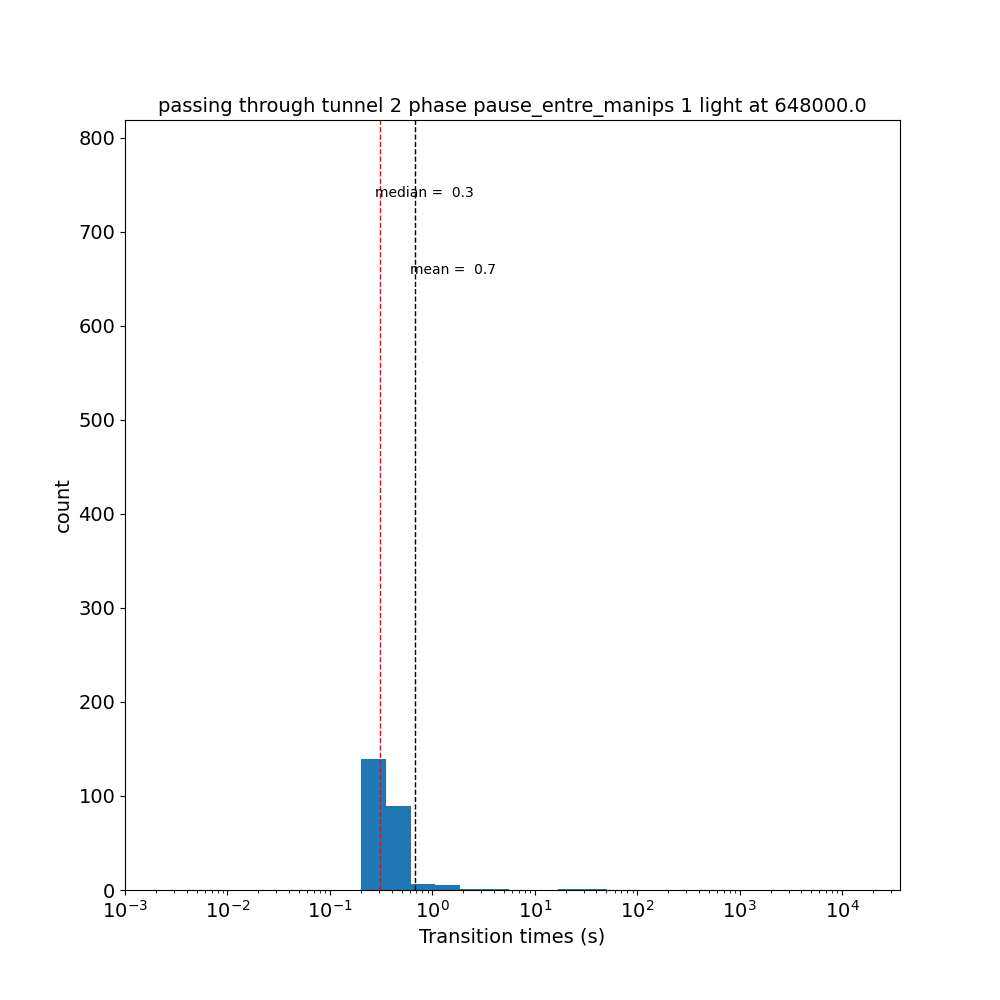 passing through tunnel 2 phase pause_entre_manips 1 light at 648000.0
800
median =  0.3
700
mean =  0.7
600
500
count
400
300
200
100
0
10⁻³ 10⁻² 10⁻¹ 10⁰ 10¹ 10² 10³ 10⁴
Transition times (s)